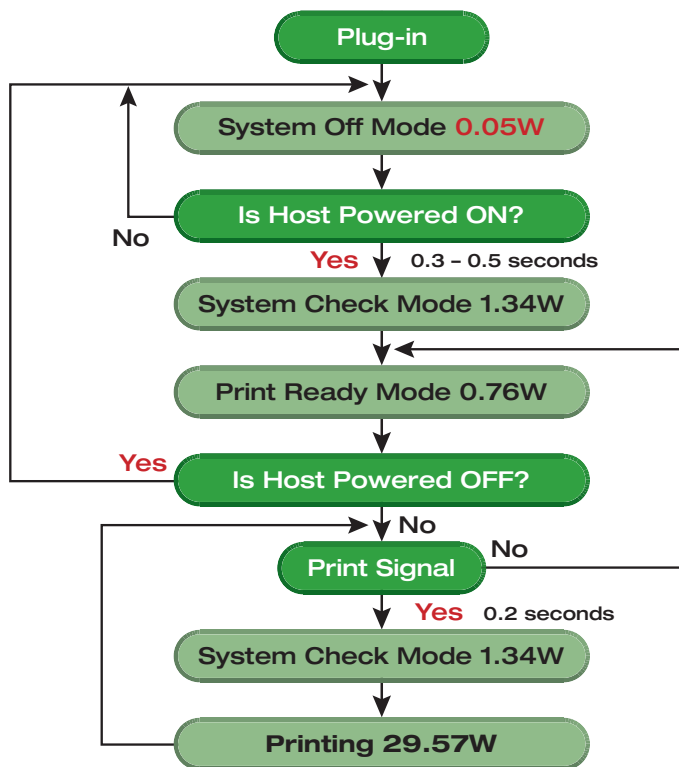 Plug-in
System Off Mode 0.05W
Is Host Powered ON?
No
Yes 0.3 – 0.5 seconds
System Check Mode 1.34W
Print Ready Mode 0.76W
Yes
Is Host Powered OFF?
No
Print Signal
No
Yes 0.2 seconds
System Check Mode 1.34W
Printing 29.57W